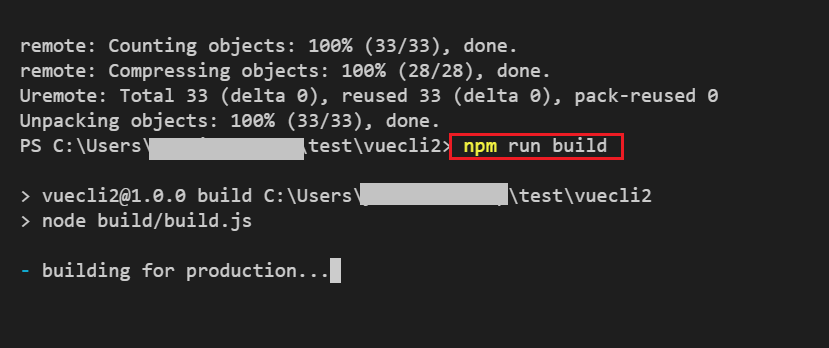 remote: Counting objects: 100% (33/33), done.
remote: Compressing objects: 100% (28/28), done.
Uremote: Total 33 (delta 0), reused 33 (delta 0), pack-reused 0
Unpacking objects: 100% (33/33), done.
PS C:\Users\ \test\vuecli2> npm run build
> vuecli2@1.0.0 build C:\Users\ \test\vuecli2
> node build/build.js
- building for production...